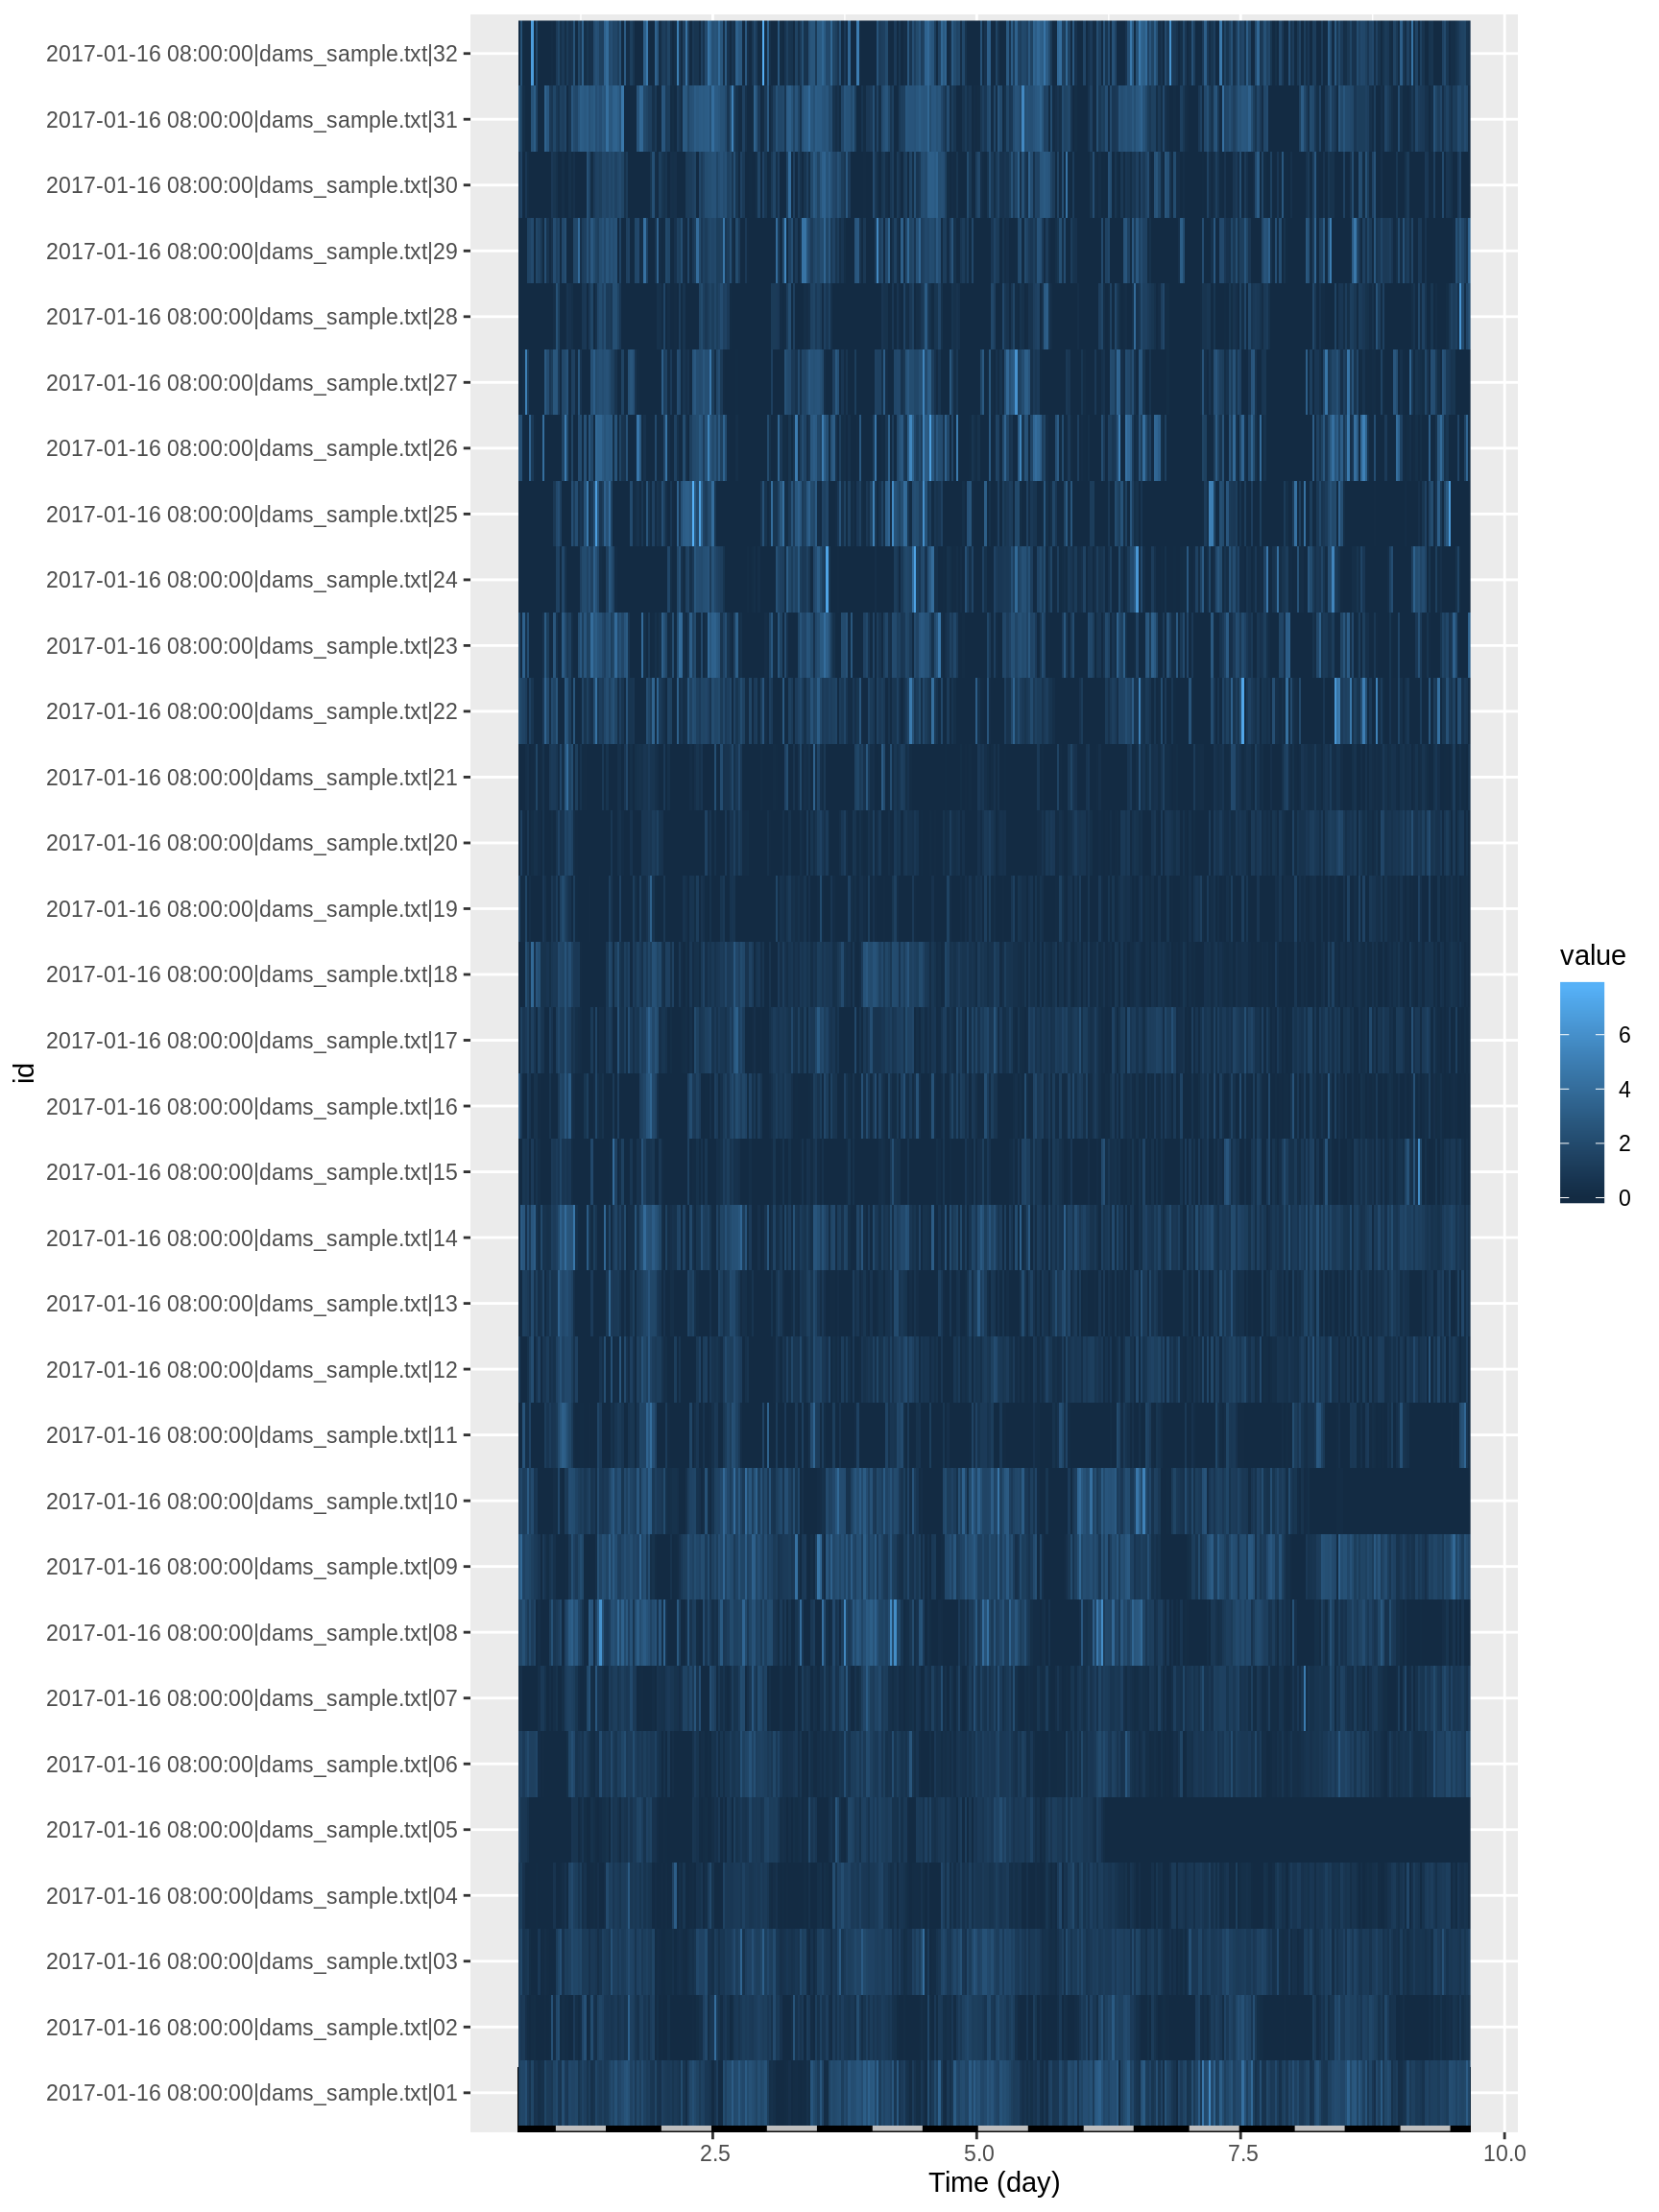 2017-01-16 08:00:00|dams_sample.txt|32
2017-01-16 08:00:00|dams_sample.txt|31
2017-01-16 08:00:00|dams_sample.txt|30
2017-01-16 08:00:00|dams_sample.txt|29
2017-01-16 08:00:00|dams_sample.txt|28
2017-01-16 08:00:00|dams_sample.txt|27
2017-01-16 08:00:00|dams_sample.txt|26
2017-01-16 08:00:00|dams_sample.txt|25
2017-01-16 08:00:00|dams_sample.txt|24
2017-01-16 08:00:00|dams_sample.txt|23
2017-01-16 08:00:00|dams_sample.txt|22
2017-01-16 08:00:00|dams_sample.txt|21
2017-01-16 08:00:00|dams_sample.txt|20
2017-01-16 08:00:00|dams_sample.txt|19
2017-01-16 08:00:00|dams_sample.txt|18
2017-01-16 08:00:00|dams_sample.txt|17
2017-01-16 08:00:00|dams_sample.txt|16
2017-01-16 08:00:00|dams_sample.txt|15
2017-01-16 08:00:00|dams_sample.txt|14
2017-01-16 08:00:00|dams_sample.txt|13
2017-01-16 08:00:00|dams_sample.txt|12
2017-01-16 08:00:00|dams_sample.txt|11
2017-01-16 08:00:00|dams_sample.txt|10
2017-01-16 08:00:00|dams_sample.txt|09
2017-01-16 08:00:00|dams_sample.txt|08
2017-01-16 08:00:00|dams_sample.txt|07
2017-01-16 08:00:00|dams_sample.txt|06
2017-01-16 08:00:00|dams_sample.txt|05
2017-01-16 08:00:00|dams_sample.txt|04
2017-01-16 08:00:00|dams_sample.txt|03
2017-01-16 08:00:00|dams_sample.txt|02
2017-01-16 08:00:00|dams_sample.txt|01
id
2.5 5.0 7.5 10.0
Time (day)
value
6
4
2
0